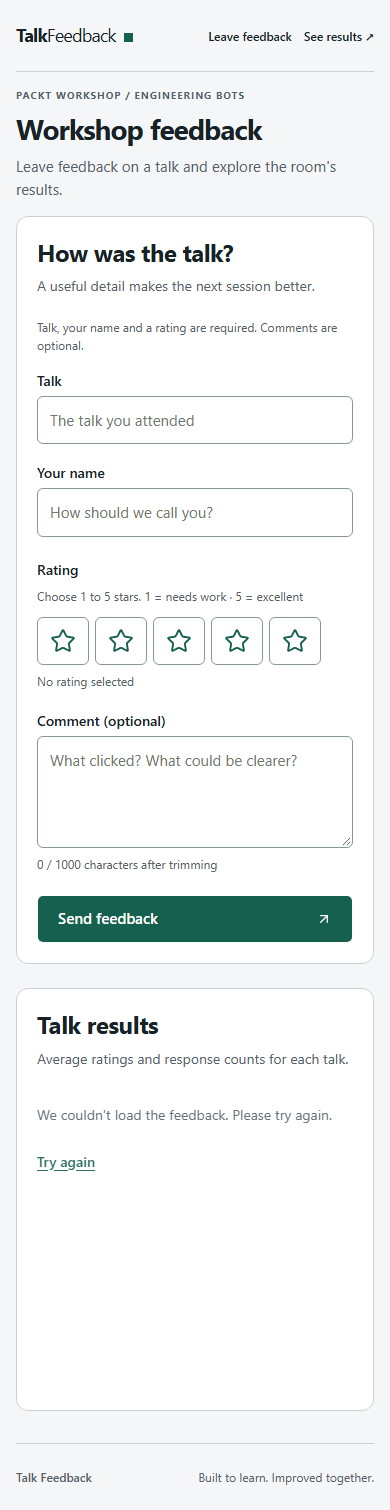 TalkFeedback
Leave feedback See results ↗
PACKT WORKSHOP / ENGINEERING BOTS
Workshop feedback
Leave feedback on a talk and explore the room's
results.
How was the talk?
A useful detail makes the next session better.
Talk, your name and a rating are required. Comments are
optional.
Talk
The talk you attended
Your name
How should we call you?
Rating
Choose 1 to 5 stars. 1 = needs work · 5 = excellent
No rating selected
Comment (optional)
What clicked? What could be clearer?
0 / 1000 characters after trimming
Send feedback
Talk results
Average ratings and response counts for each talk.
We couldn't load the feedback. Please try again.
Try again
Talk Feedback
Built to learn. Improved together.